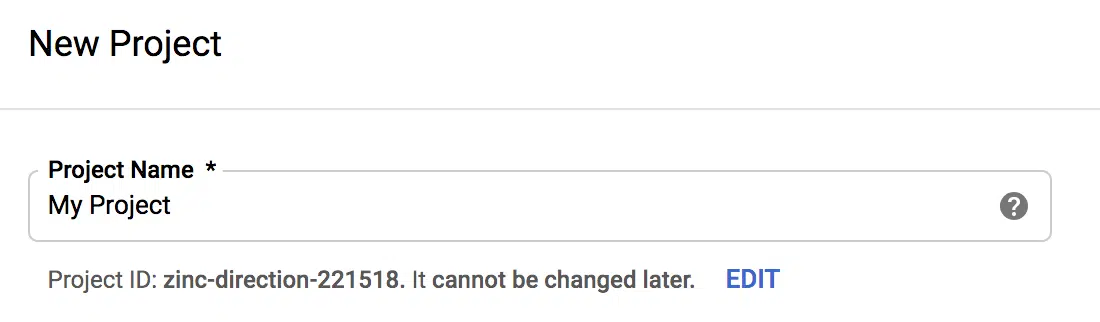 New Project
Project Name *
My Project
?
Project ID: zinc-direction-221518. It cannot be changed later. EDIT